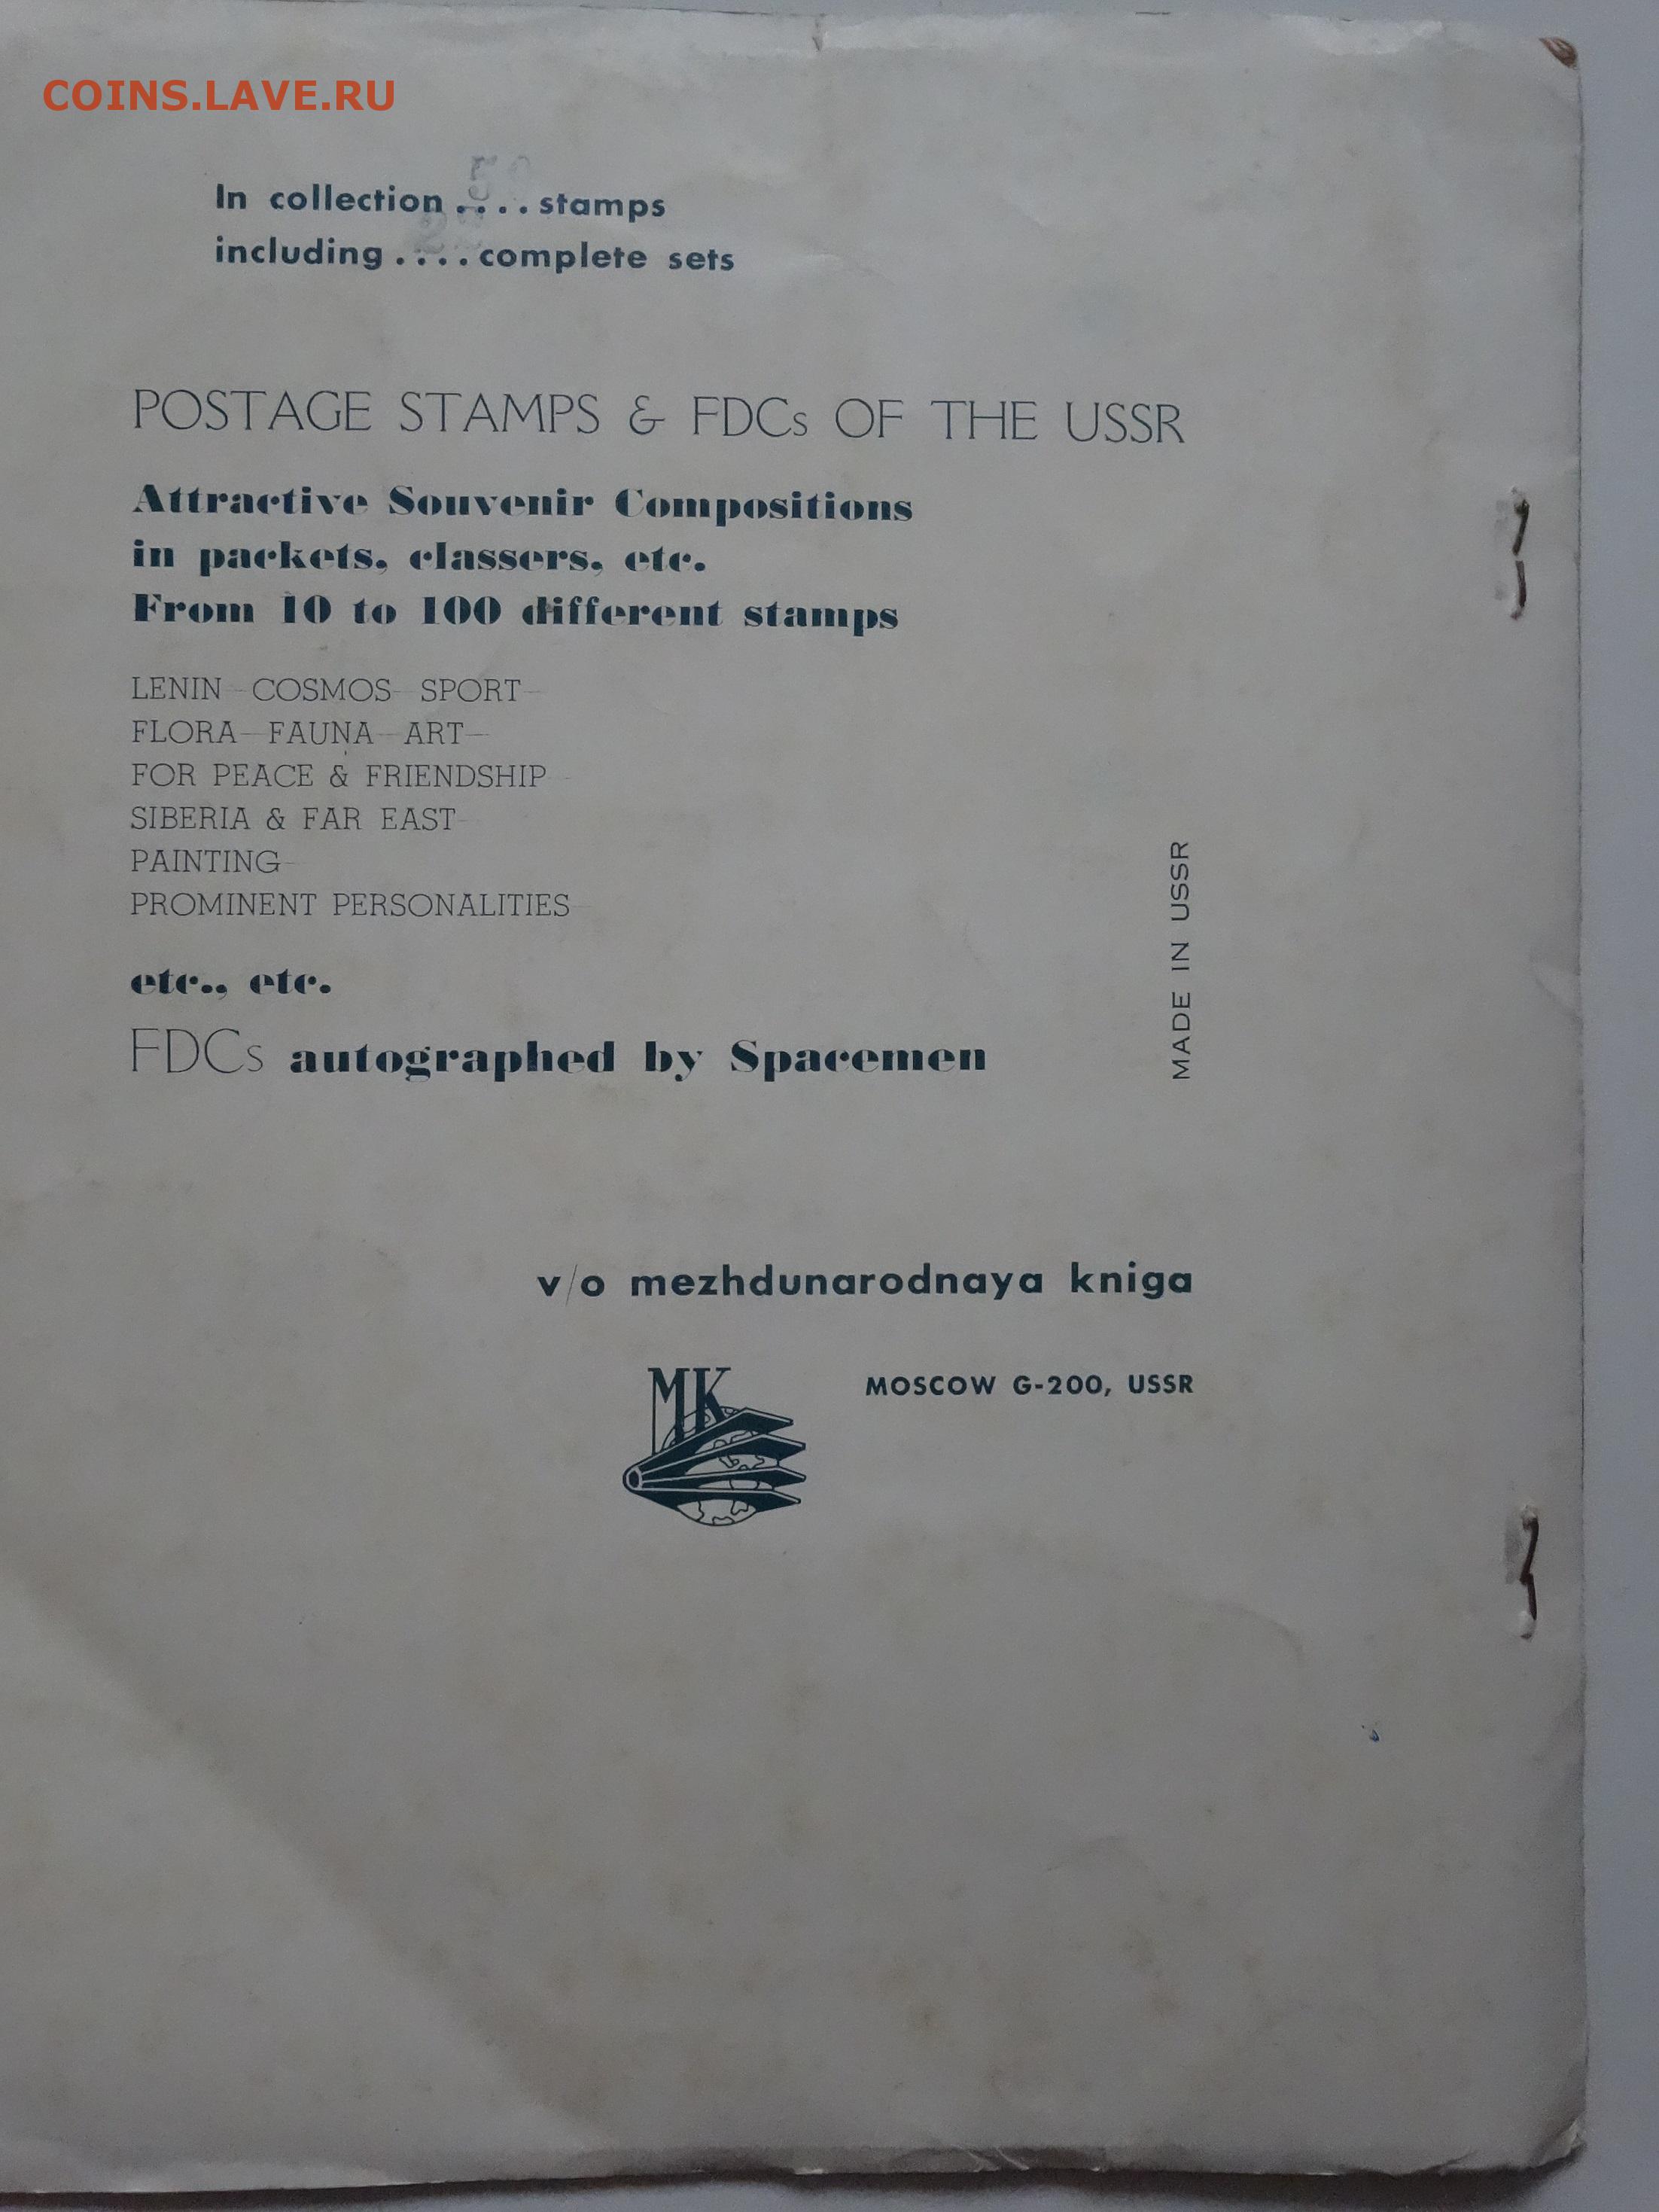 COINS.LAVE.RU
In collection .... stamps
including .... complete sets
POSTAGE STAMPS & FDCs OF THE USSR
Attractive Souvenir Compositions
in packets, classers, etc.
From 10 to 100 different stamps
LENIN — COSMOS — SPORT —
FLORA — FAUNA — ART —
FOR PEACE & FRIENDSHIP —
SIBERIA & FAR EAST —
PAINTING —
PROMINENT PERSONALITIES —
etc., etc.
FDCs autographed by Spacemen
MADE IN USSR
v/o mezhdunarodnaya kniga
MK
MOSCOW G-200, USSR